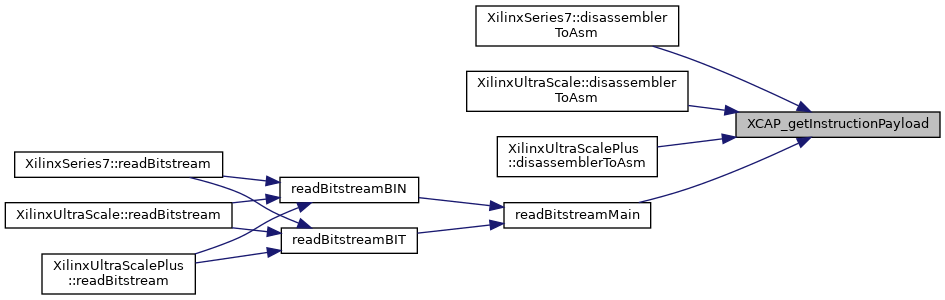 XilinxSeries7::disassembler
ToAsm
XilinxUltraScale::disassembler
ToAsm
XCAP_getInstructionPayload
XilinxUltraScalePlus
::disassemblerToAsm
XilinxSeries7::readBitstream
readBitstreamBIN
XilinxUltraScale::readBitstream
readBitstreamMain
readBitstreamBIT
XilinxUltraScalePlus
::readBitstream